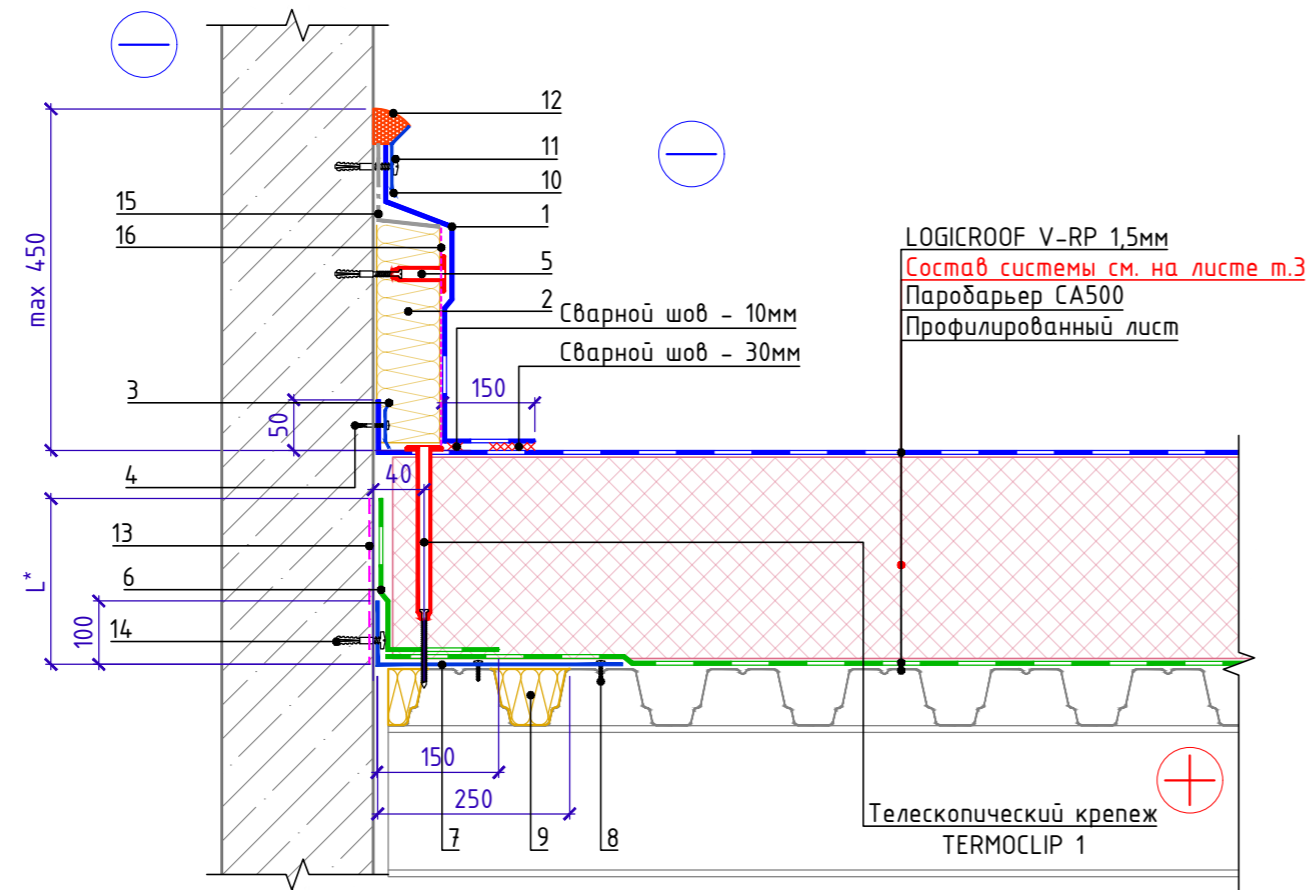 12
11
10
15
1
16
5
2
max 450
LOGICROOF V-RP 1,5мм
Состав системы см. на листе т.3
Паробарьер СА500
Профилированный лист
Сварной шов - 10мм
Сварной шов - 30мм
150
3
50
4
40
13
L*
6
100
14
150
250
7
9
8
Телескопический крепеж
TERMOCLIP 1